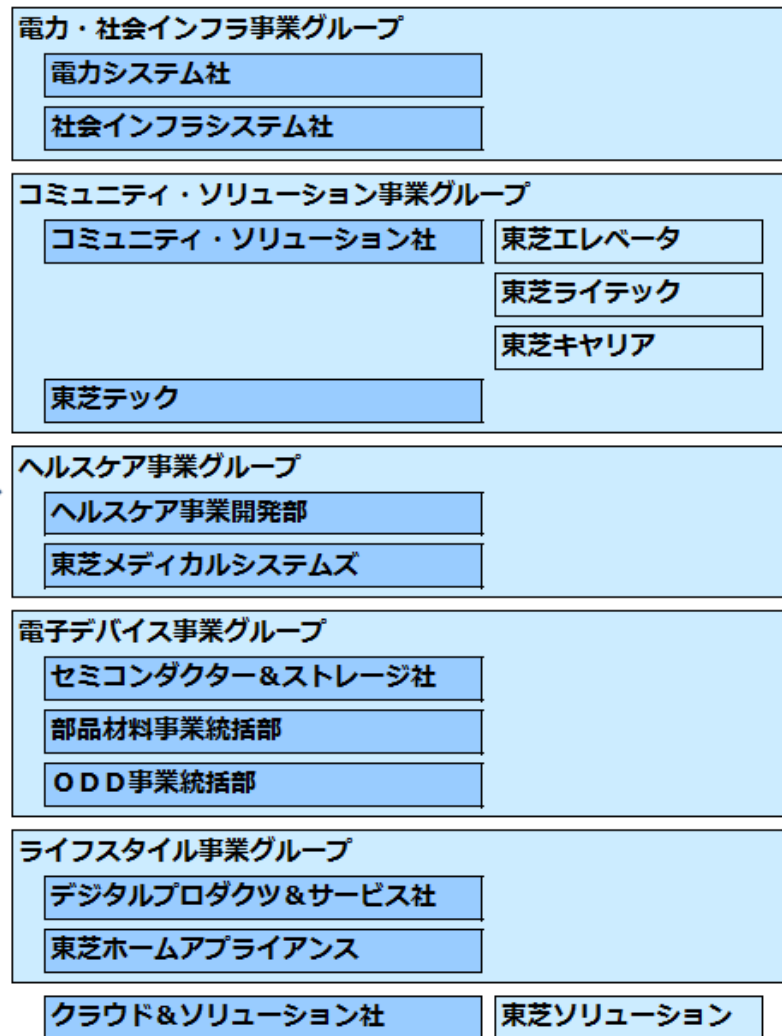 電力・社会インフラ事業グループ
電力システム社
社会インフラシステム社
コミュニティ・ソリューション事業グループ
コミュニティ・ソリューション社
東芝エレベータ
東芝ライテック
東芝キヤリア
東芝テック
ヘルスケア事業グループ
ヘルスケア事業開発部
東芝メディカルシステムズ
電子デバイス事業グループ
セミコンダクター&ストレージ社
部品材料事業統括部
ODD事業統括部
ライフスタイル事業グループ
デジタルプロダクツ&サービス社
東芝ホームアプライアンス
クラウド&ソリューション社
東芝ソリューション